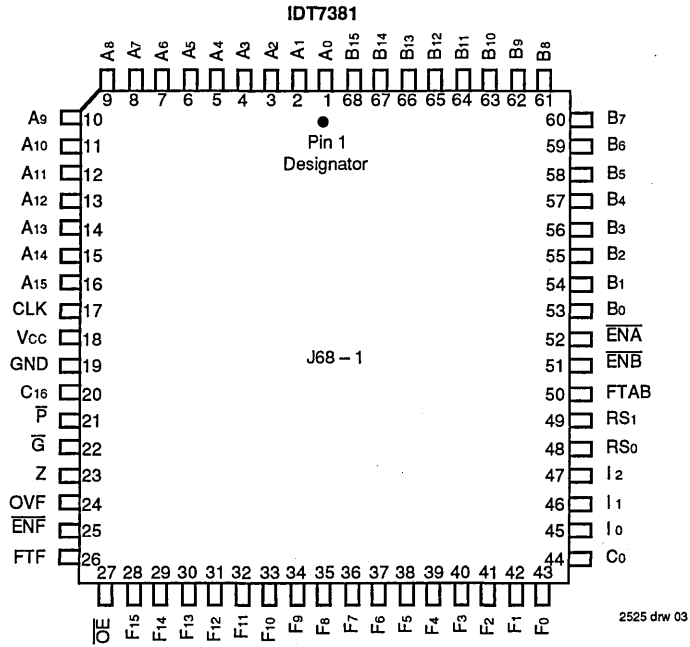 IDT7381
A8 A7 A6 A5 A4 A3 A2 A1 A0 B15 B14 B13 B12 B11 B10 B9 B8
9 8 7 6 5 4 3 2 1 68 67 66 65 64 63 62 61
Pin 1
Designator
A9 10 60 B7
A10 11 59 B6
A11 12 58 B5
A12 13 57 B4
A13 14 56 B3
A14 15 55 B2
A15 16 54 B1
CLK 17 53 B0
VCC 18 52 E̅N̅A̅
GND 19 J68 – 1 51 E̅N̅B̅
C16 20 50 FTAB
P̅ 21 49 RS1
G̅ 22 48 RS0
Z 23 47 I2
OVF 24 46 I1
E̅N̅F̅ 25 45 I0
FTF 26 44 C0
27 28 29 30 31 32 33 34 35 36 37 38 39 40 41 42 43
O̅E̅ F15 F14 F13 F12 F11 F10 F9 F8 F7 F6 F5 F4 F3 F2 F1 F0
2525 drw 03